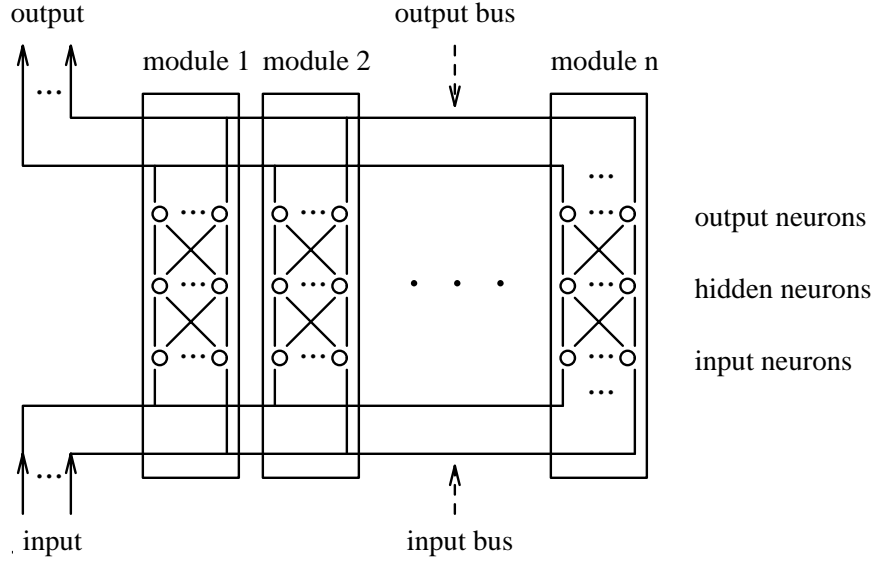 output
output bus
module 1
module 2
module n
output neurons
hidden neurons
input neurons
input
input bus